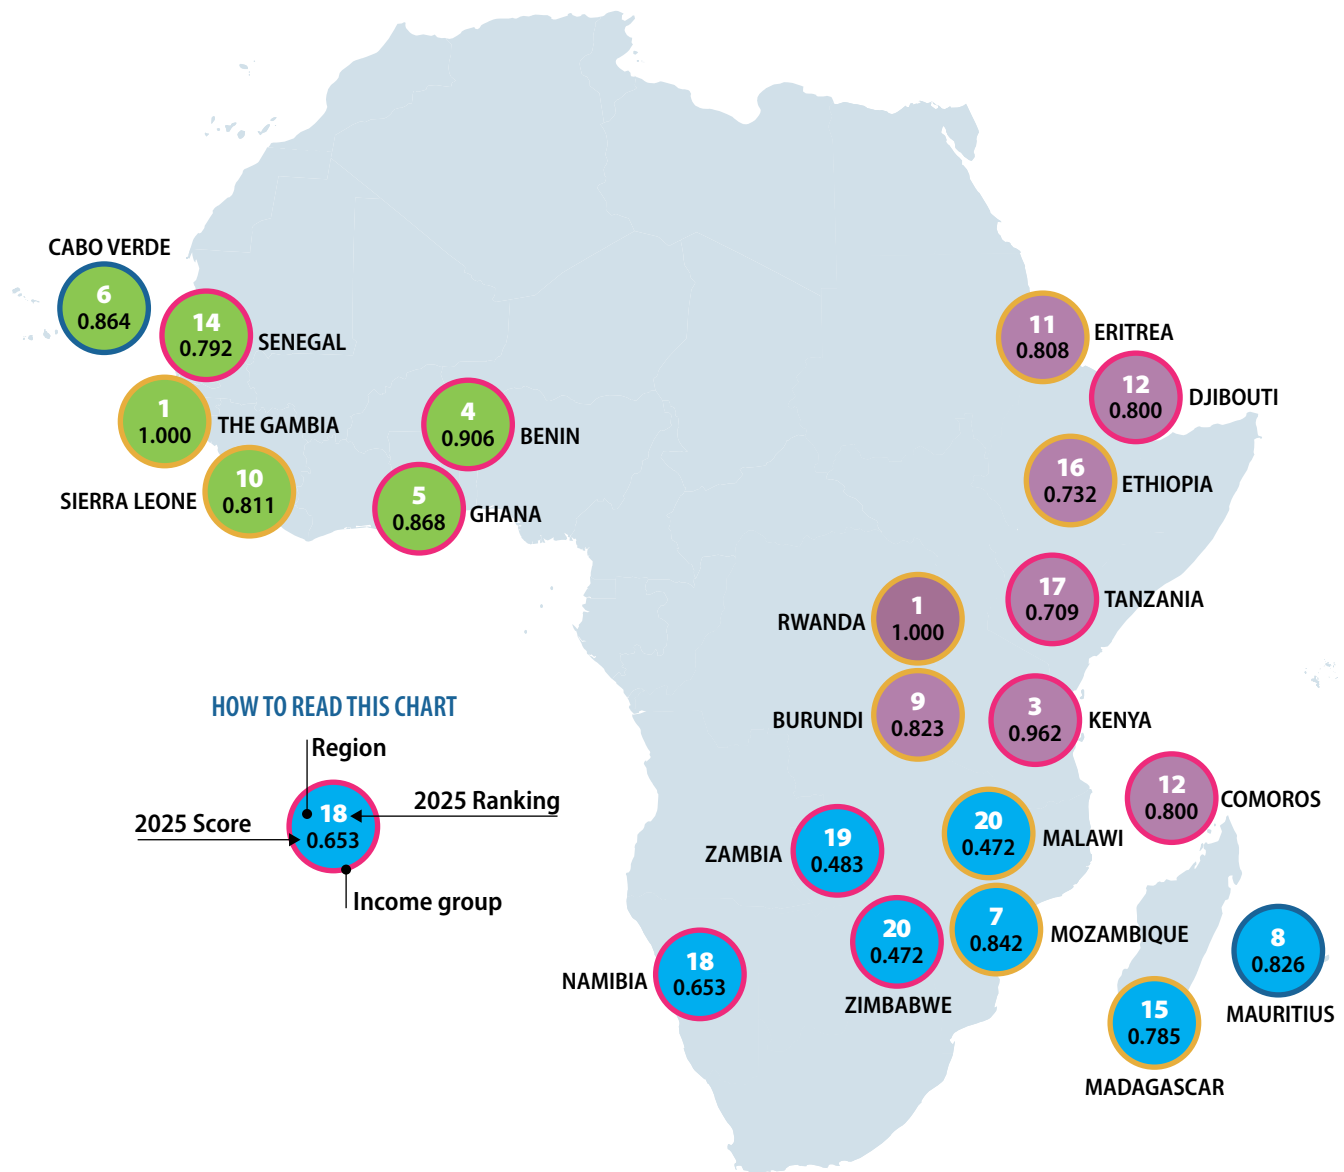 CABO VERDE
6
0.864
14
0.792
SENEGAL
1
1.000
THE GAMBIA
10
0.811
SIERRA LEONE
4
0.906
BENIN
5
0.868
GHANA
11
0.808
ERITREA
12
0.800
DJIBOUTI
16
0.732
ETHIOPIA
17
0.709
TANZANIA
RWANDA
1
1.000
BURUNDI
9
0.823
3
0.962
KENYA
12
0.800
COMOROS
HOW TO READ THIS CHART
Region
2025 Ranking
2025 Score
18
0.653
Income group
ZAMBIA
19
0.483
20
0.472
MALAWI
20
0.472
ZIMBABWE
7
0.842
MOZAMBIQUE
NAMIBIA
18
0.653
8
0.826
MAURITIUS
15
0.785
MADAGASCAR